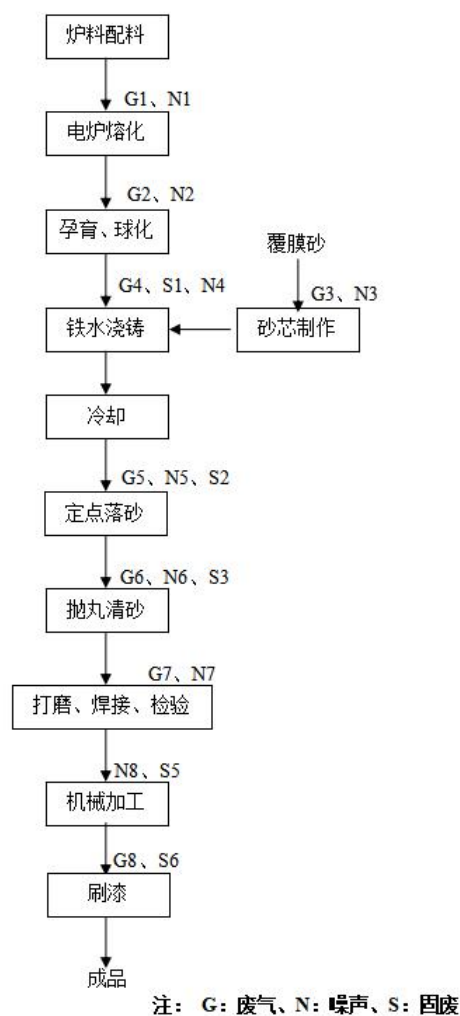 炉料配料
G1、N1
电炉熔化
G2、N2
孕育、球化
覆膜砂
G4、S1、N4
G3、N3
铁水浇铸
砂芯制作
冷却
G5、N5、S2
定点落砂
G6、N6、S3
抛丸清砂
G7、N7
打磨、焊接、检验
N8、S5
机械加工
G8、S6
刷漆
成品
注： G：废气、N：噪声、S：固废